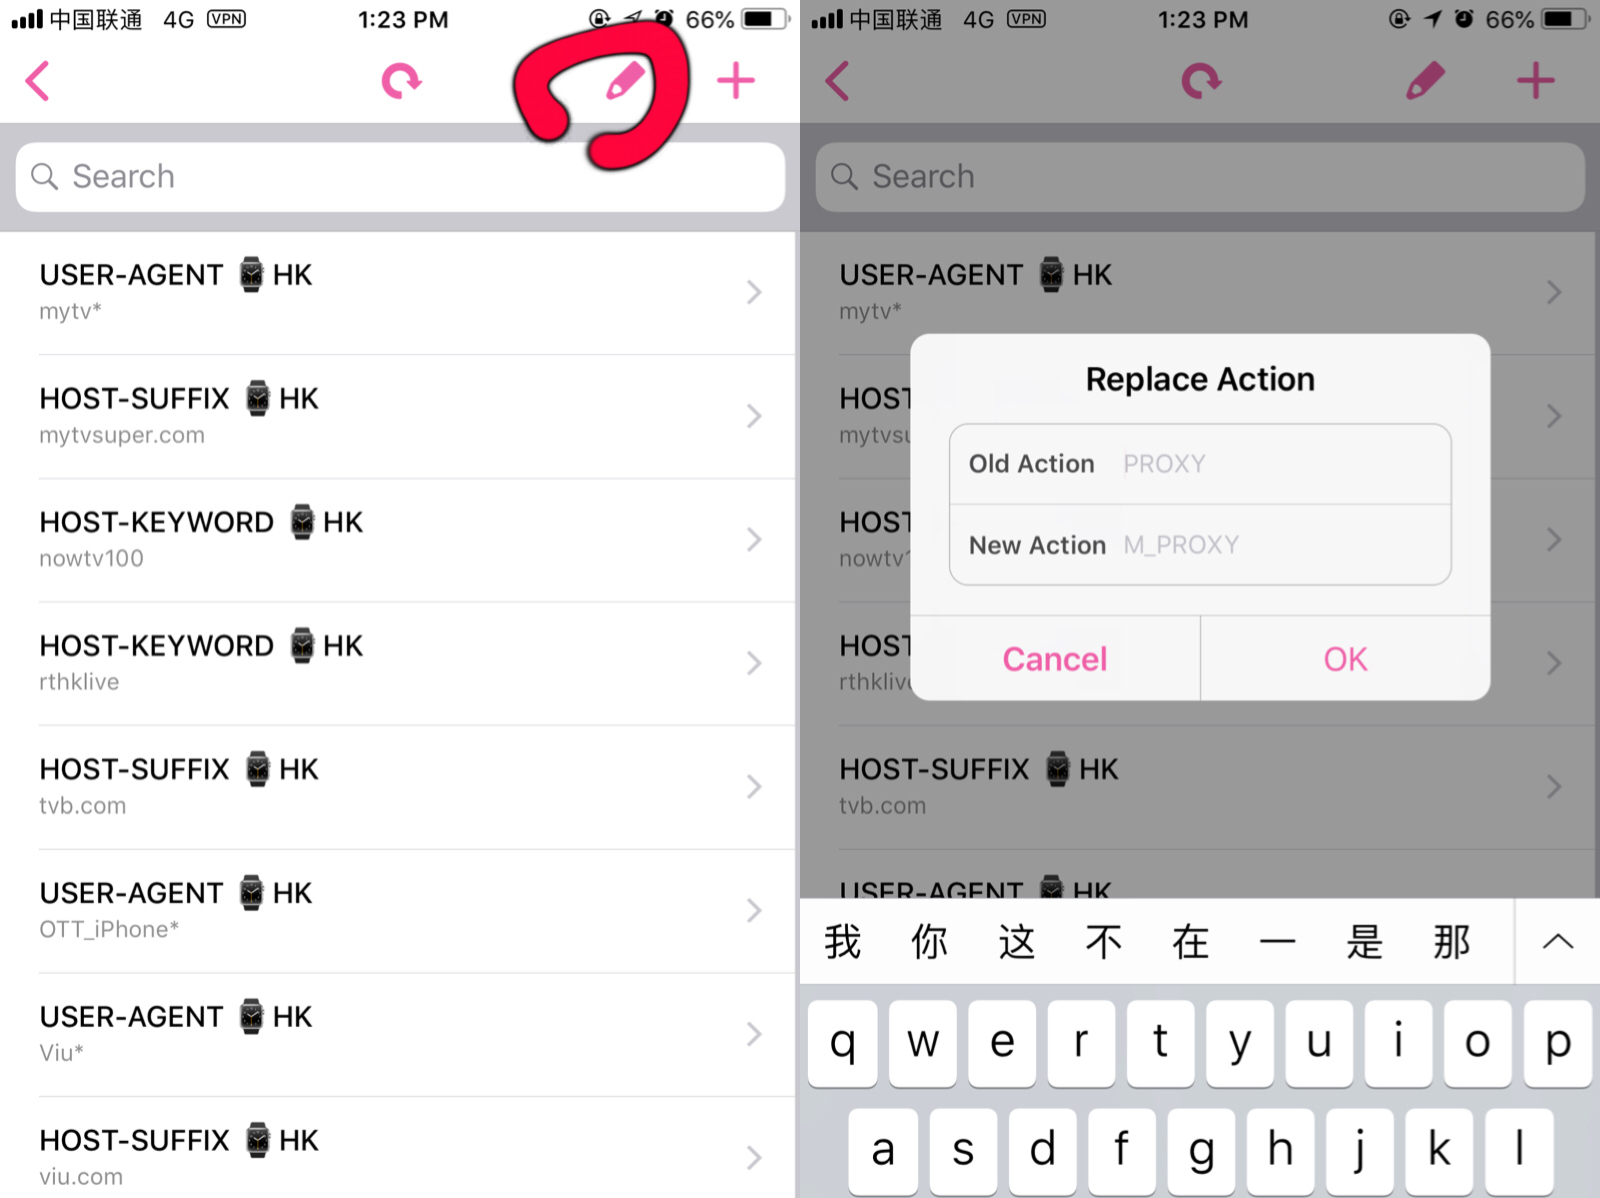 中国联通 4G VPN 1:23 PM 66%
Search
USER-AGENT ⌚HK
mytv*
HOST-SUFFIX ⌚HK
mytvsuper.com
HOST-KEYWORD ⌚HK
nowtv100
HOST-KEYWORD ⌚HK
rthklive
HOST-SUFFIX ⌚HK
tvb.com
USER-AGENT ⌚HK
OTT_iPhone*
USER-AGENT ⌚HK
Viu*
HOST-SUFFIX ⌚HK
viu.com
中国联通 4G VPN 1:23 PM 66%
Search
USER-AGENT ⌚HK
mytv*
HOST
mytvsu
HOST
nowtv1
HOST
rthklive
HOST-SUFFIX ⌚HK
tvb.com
USER-AGENT ⌚HK
Replace Action
Old Action PROXY
New Action M_PROXY
Cancel OK
我 你 这 不 在 一 是 那
q w e r t y u i o p
a s d f g h j k l